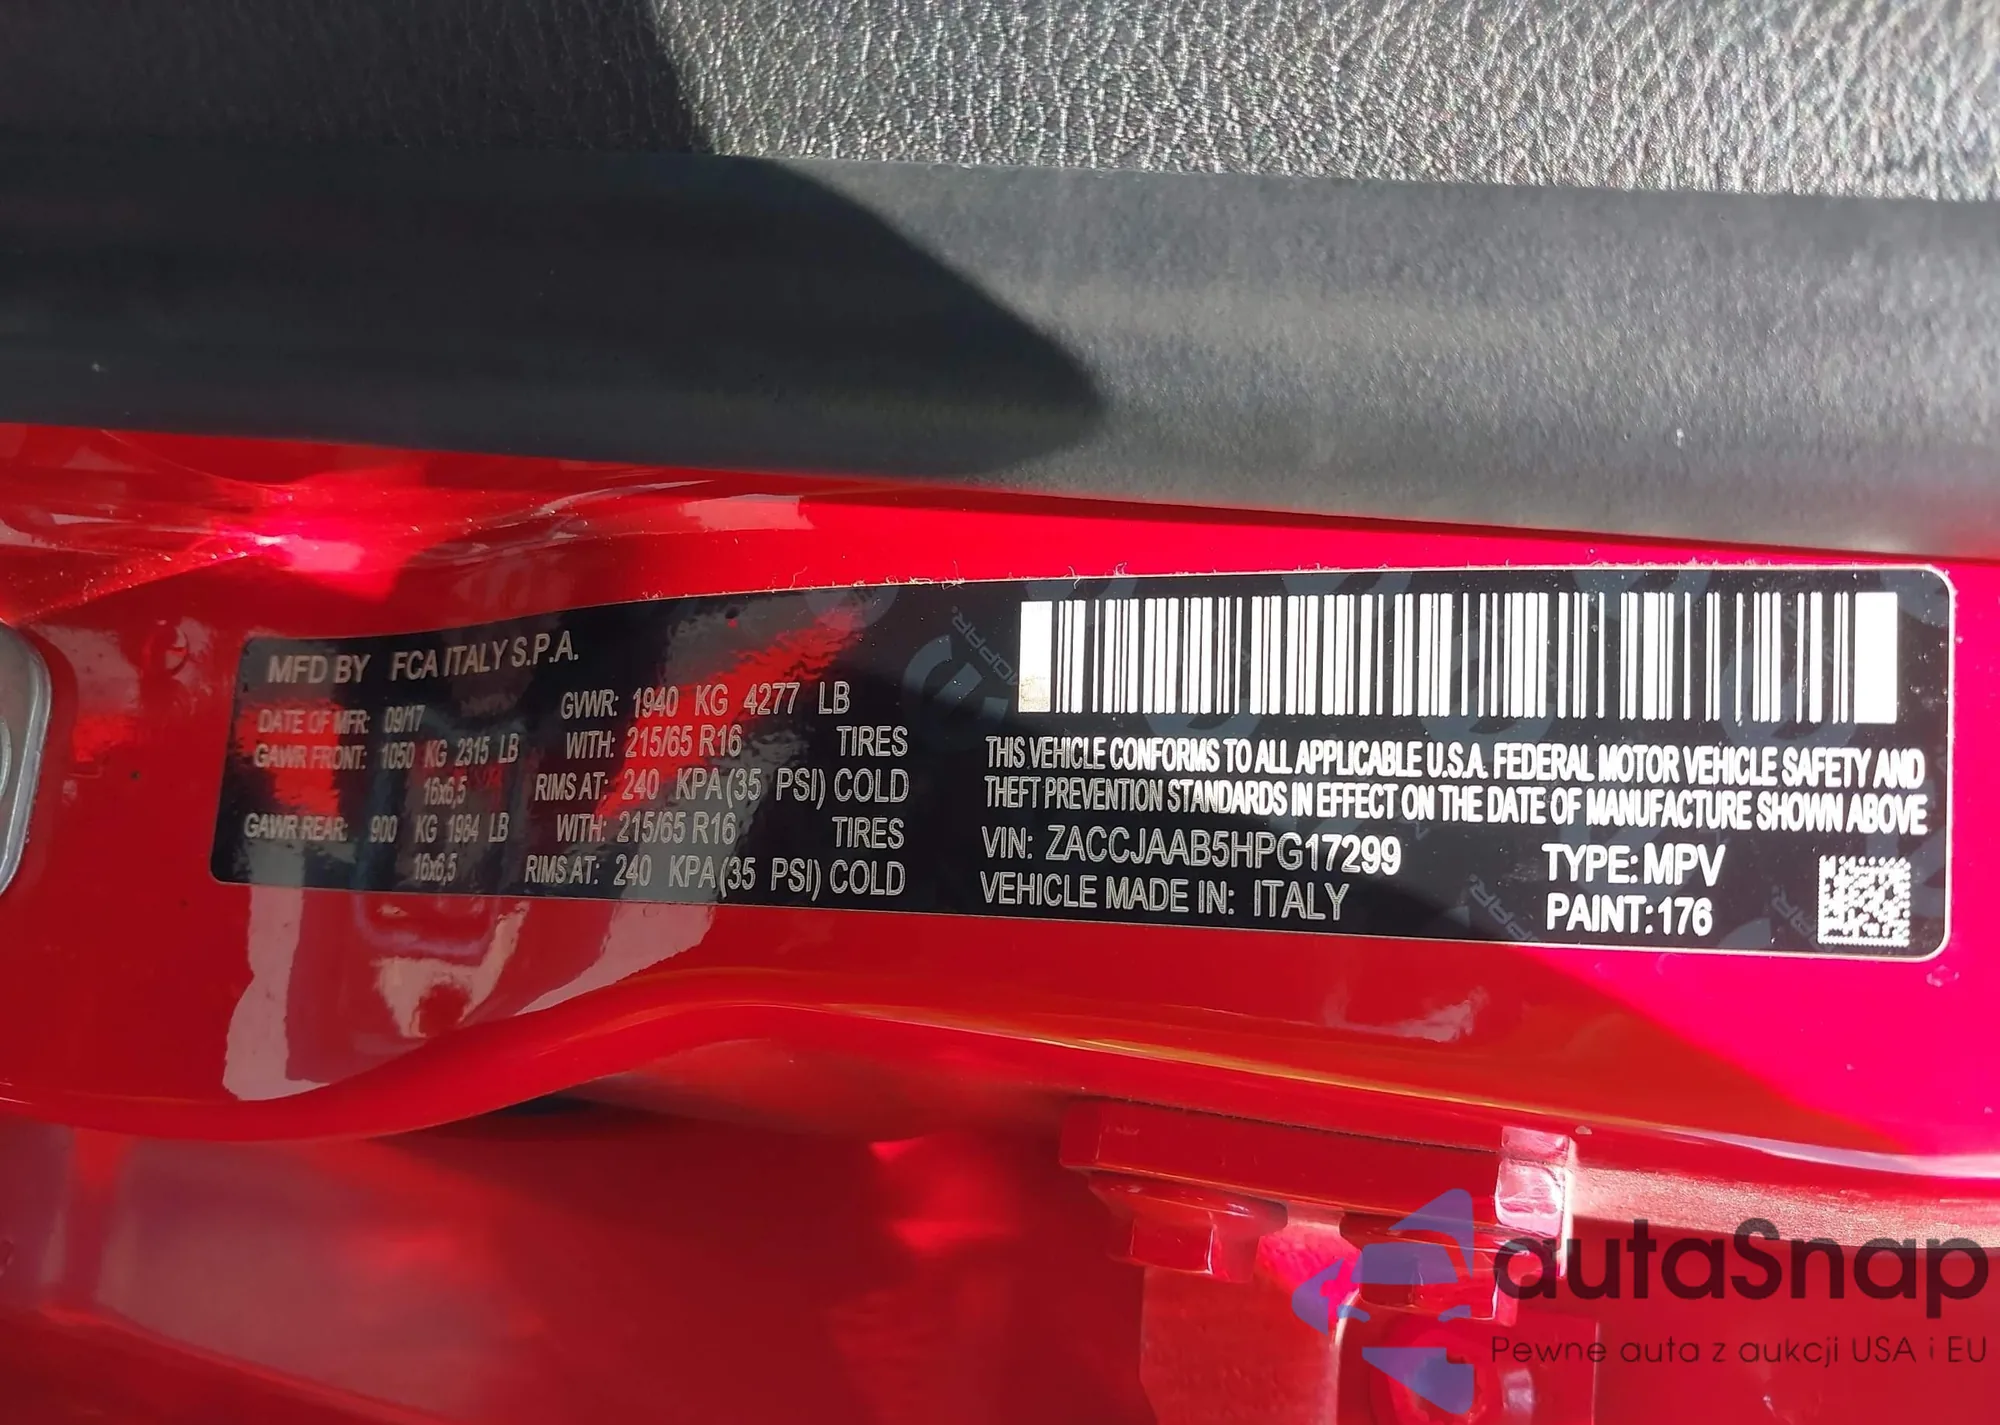 MFD BY FCA ITALY S.P.A.
DATE OF MFR: 09/17 GVWR: 1940 KG 4277 LB
GAWR FRONT: 1050 KG 2315 LB WITH: 215/65 R16 TIRES
16x6,5 RIMS AT: 240 KPA (35 PSI) COLD
GAWR REAR: 900 KG 1984 LB WITH: 215/65 R16 TIRES
16x6,5 RIMS AT: 240 KPA (35 PSI) COLD
MOPAR.
THIS VEHICLE CONFORMS TO ALL APPLICABLE U.S.A. FEDERAL MOTOR VEHICLE SAFETY AND
THEFT PREVENTION STANDARDS IN EFFECT ON THE DATE OF MANUFACTURE SHOWN ABOVE
VIN: ZACCJAAB5HPG17299 TYPE: MPV
VEHICLE MADE IN: ITALY PAINT: 176
autaSnap
Pewne auta z aukcji USA i EU